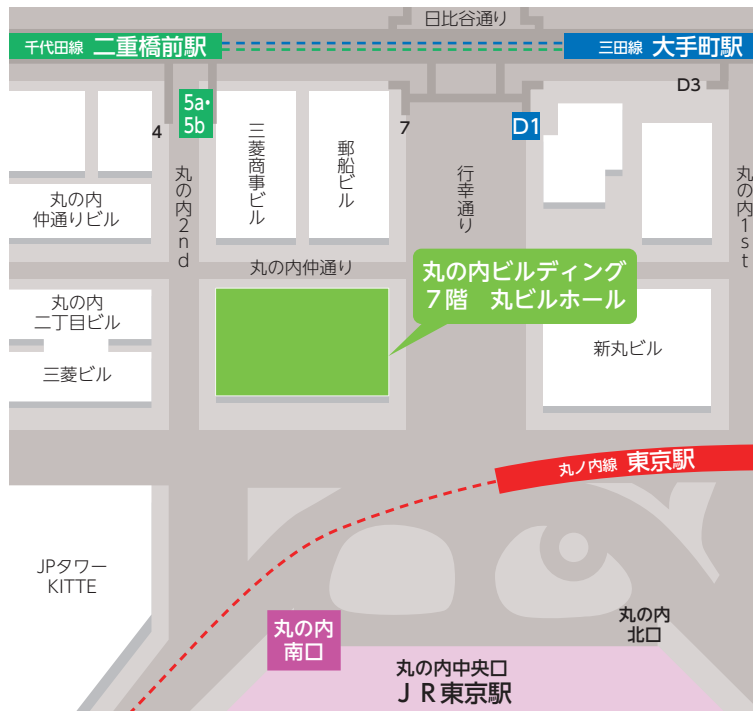 日比谷通り
千代田線 二重橋前駅
三田線 大手町駅
D3
5a・
5b
4
7
D1
三菱商事ビル
郵船ビル
行幸通り
丸の内2nd
丸の内1st
丸の内
仲通りビル
丸の内仲通り
丸の内ビルディング
7階 丸ビルホール
丸の内
二丁目ビル
三菱ビル
新丸ビル
丸ノ内線 東京駅
JPタワー
KITTE
丸の内
南口
丸の内
北口
丸の内中央口
JR東京駅